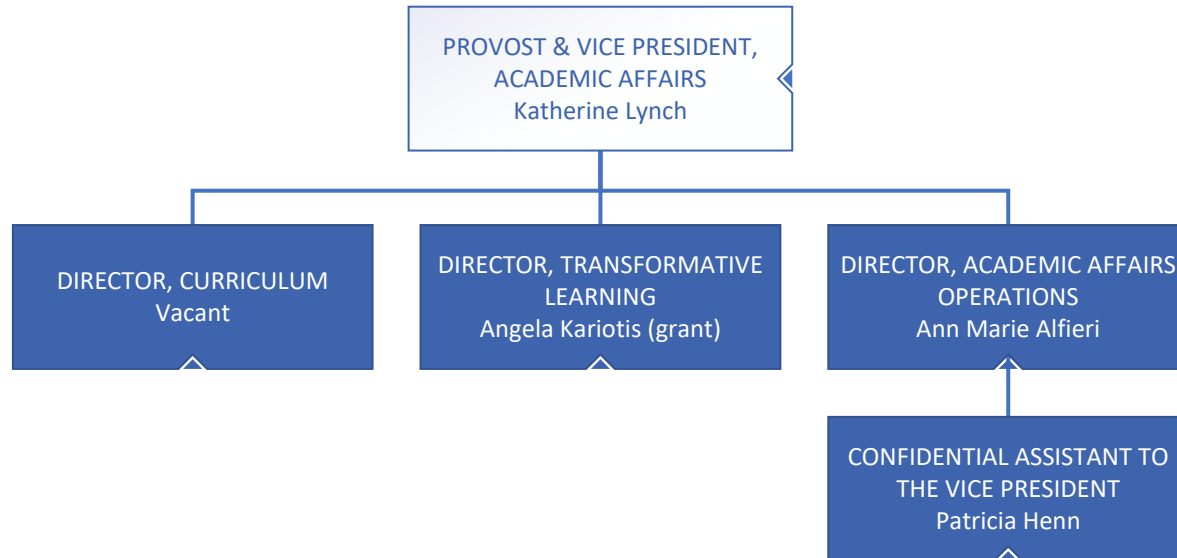 PROVOST & VICE PRESIDENT,
ACADEMIC AFFAIRS
Katherine Lynch
DIRECTOR, CURRICULUM
Vacant
DIRECTOR, TRANSFORMATIVE
LEARNING
Angela Kariotis (grant)
DIRECTOR, ACADEMIC AFFAIRS
OPERATIONS
Ann Marie Alfieri
CONFIDENTIAL ASSISTANT TO
THE VICE PRESIDENT
Patricia Henn